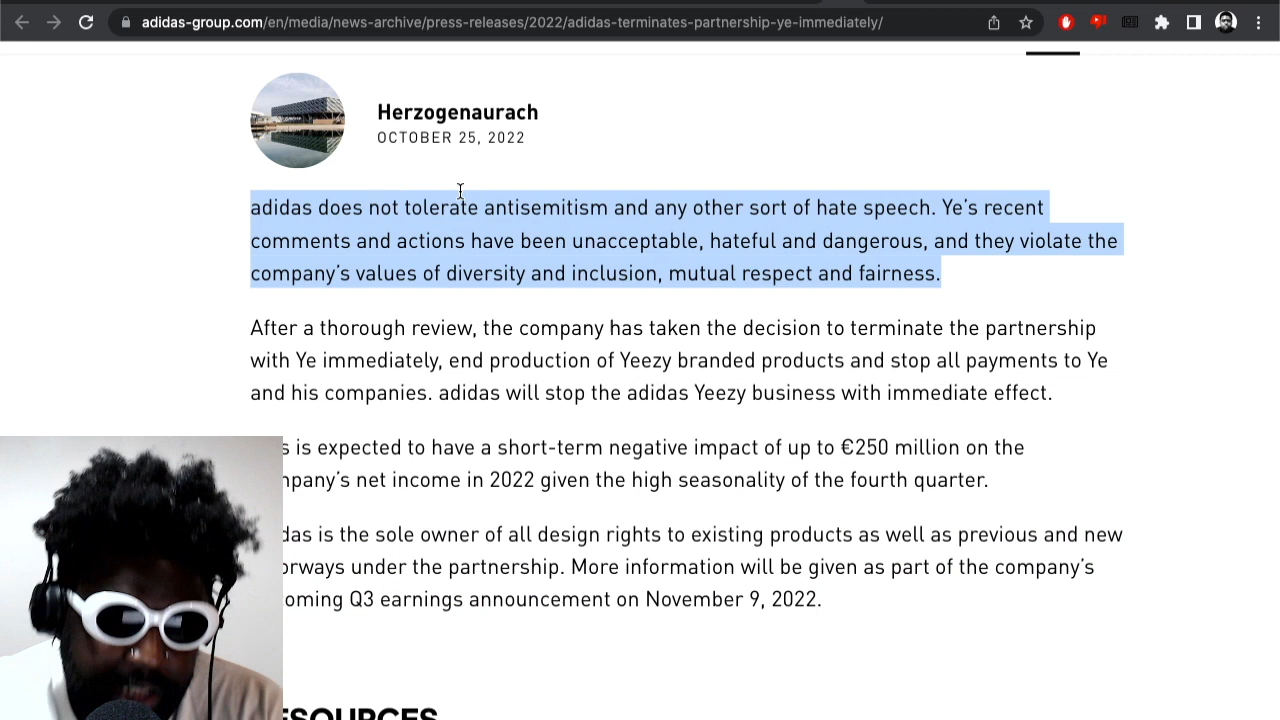 adidas-group.com/en/media/news-archive/press-releases/2022/adidas-terminates-partnership-ye-immediately/
Herzogenaurach
OCTOBER 25, 2022
adidas does not tolerate antisemitism and any other sort of hate speech. Ye’s recent
comments and actions have been unacceptable, hateful and dangerous, and they violate the
company’s values of diversity and inclusion, mutual respect and fairness.
After a thorough review, the company has taken the decision to terminate the partnership
with Ye immediately, end production of Yeezy branded products and stop all payments to Ye
and his companies. adidas will stop the adidas Yeezy business with immediate effect.
is expected to have a short-term negative impact of up to €250 million on the
net income in 2022 given the high seasonality of the fourth quarter.
is the sole owner of all design rights to existing products as well as previous and new
under the partnership. More information will be given as part of the company’s
Q3 earnings announcement on November 9, 2022.